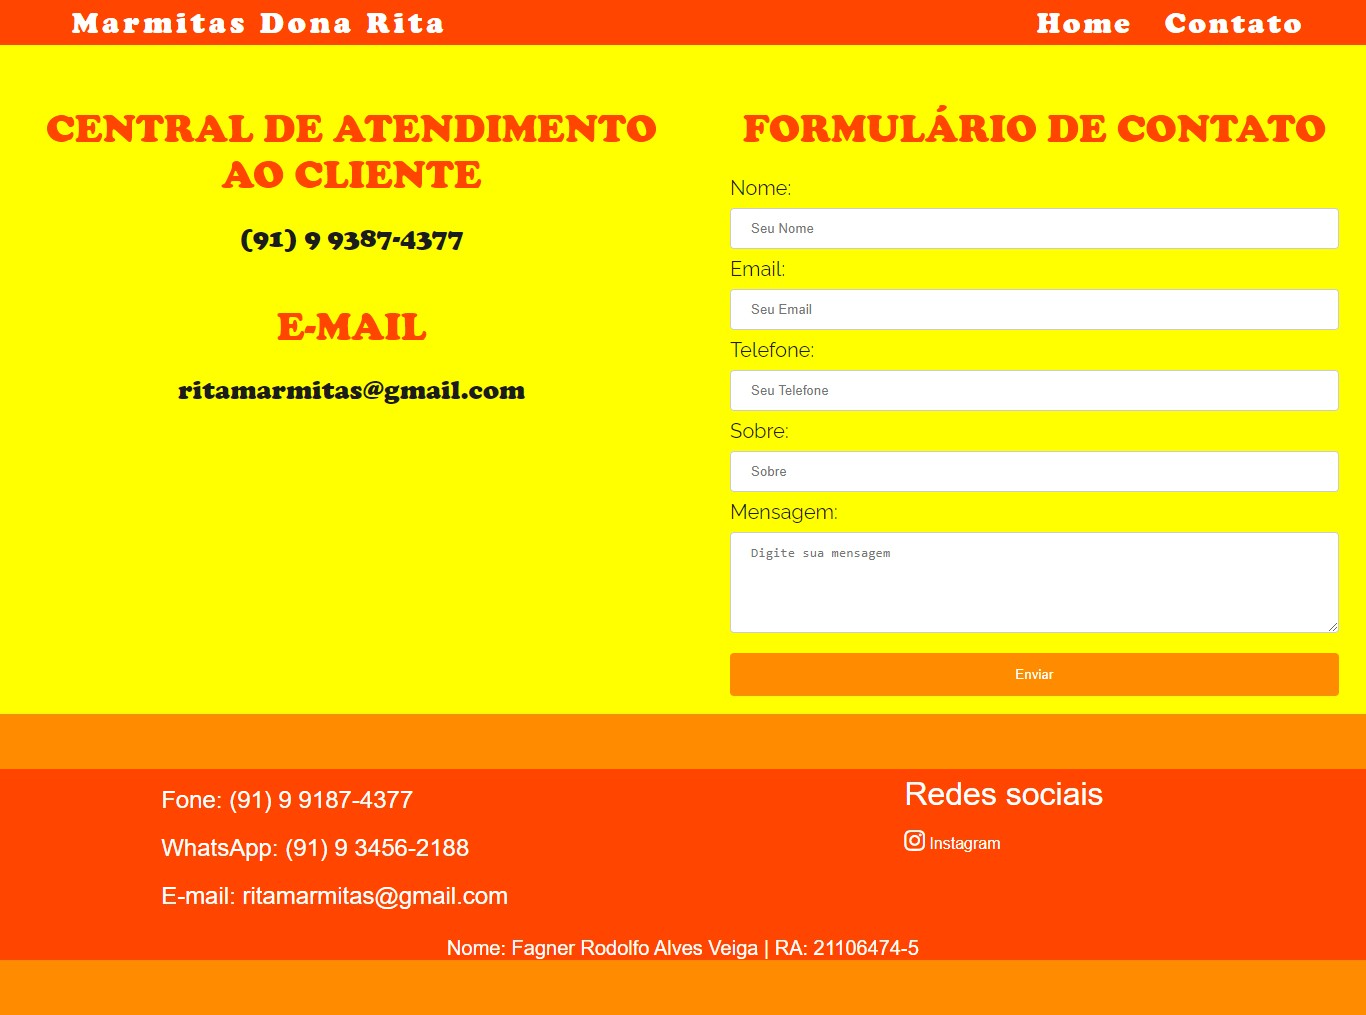 Marmitas Dona Rita
Home Contato
CENTRAL DE ATENDIMENTO
AO CLIENTE
(91) 9 9387-4377
E-MAIL
ritamarmitas@gmail.com
FORMULÁRIO DE CONTATO
Nome:
Seu Nome
Email:
Seu Email
Telefone:
Seu Telefone
Sobre:
Sobre
Mensagem:
Digite sua mensagem
Enviar
Fone: (91) 9 9187-4377
WhatsApp: (91) 9 3456-2188
E-mail: ritamarmitas@gmail.com
Redes sociais
Instagram
Nome: Fagner Rodolfo Alves Veiga | RA: 21106474-5